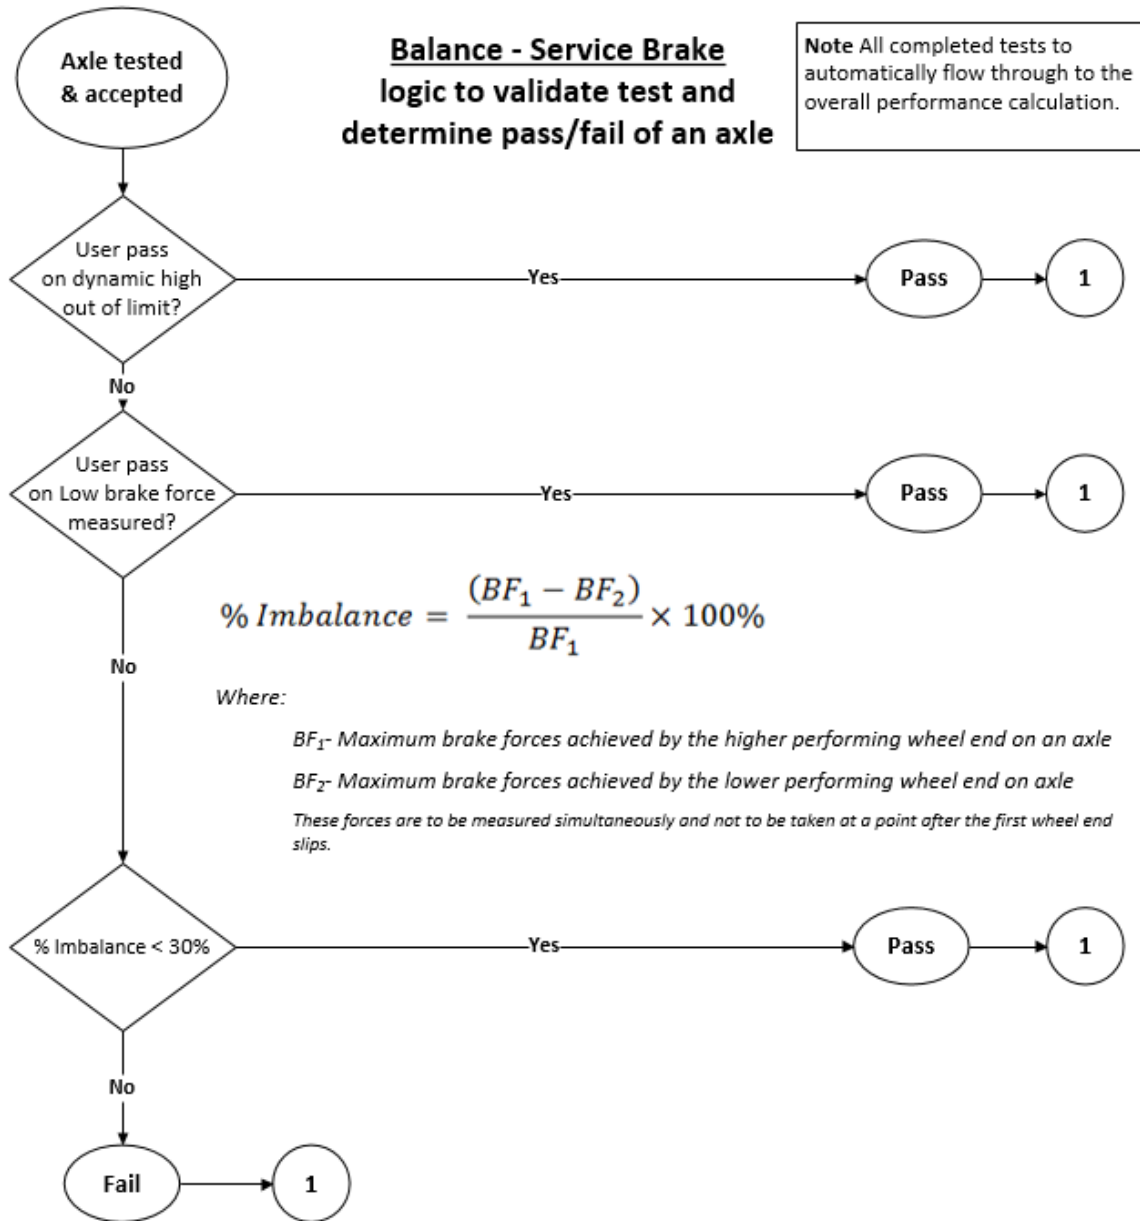 Axle tested
& accepted
Balance - Service Brake
logic to validate test and
determine pass/fail of an axle
Note All completed tests to
automatically flow through to the
overall performance calculation.
User pass
on dynamic high
out of limit?
Yes
Pass
1
No
User pass
on Low brake force
measured?
Yes
Pass
1
% Imbalance = (BF₁ − BF₂) / BF₁ × 100%
No
Where:
BF₁- Maximum brake forces achieved by the higher performing wheel end on an axle
BF₂- Maximum brake forces achieved by the lower performing wheel end on axle
These forces are to be measured simultaneously and not to be taken at a point after the first wheel end
slips.
% Imbalance < 30%
Yes
Pass
1
No
Fail
1